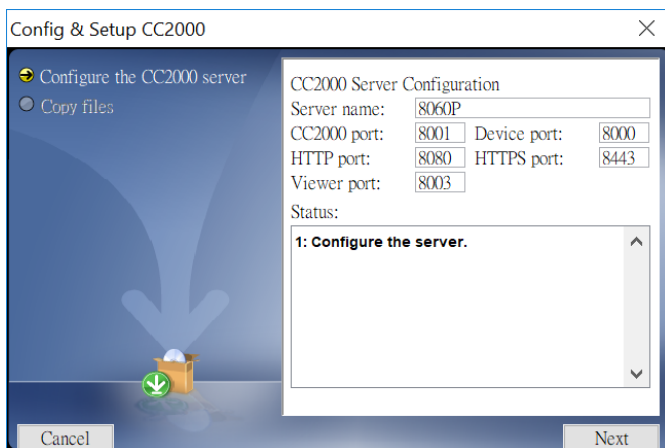 Config & Setup CC2000
Configure the CC2000 server
Copy files
CC2000 Server Configuration
Server name: 8060P
CC2000 port: 8001 Device port: 8000
HTTP port: 8080 HTTPS port: 8443
Viewer port: 8003
Status:
1: Configure the server.
Cancel Next